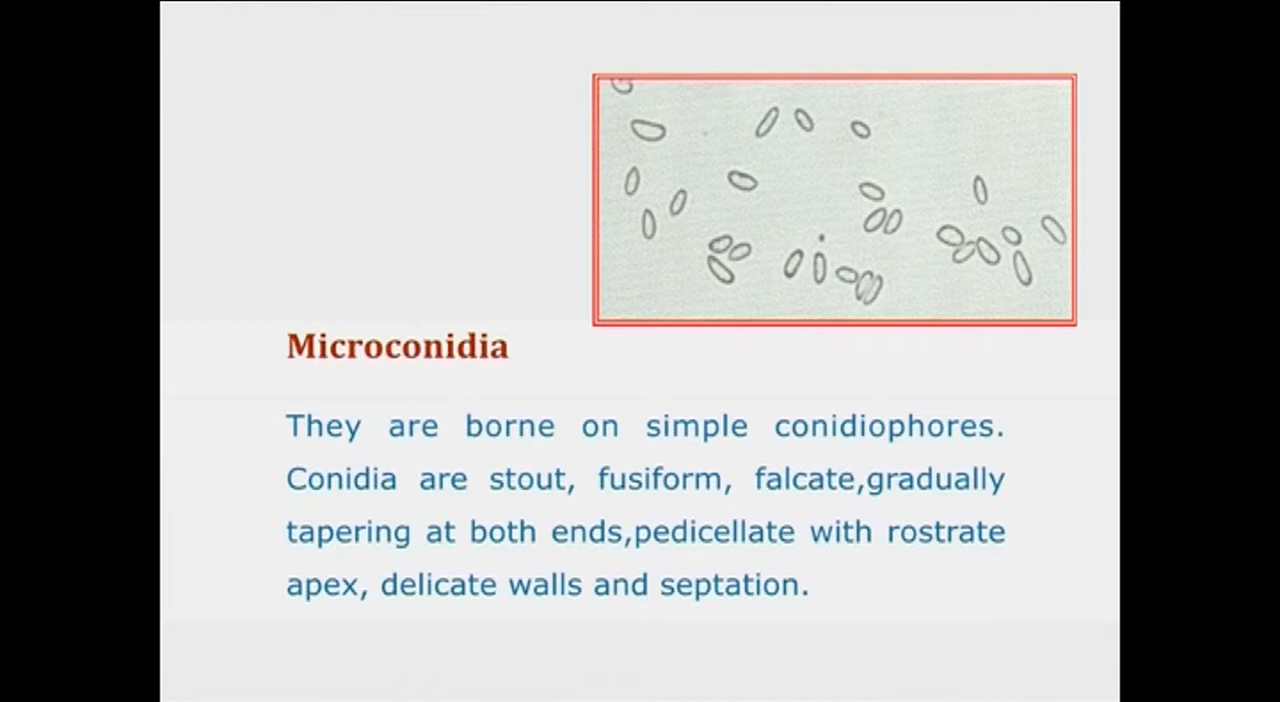 Microconidia
They are borne on simple conidiophores.
Conidia are stout, fusiform, falcate,gradually
tapering at both ends,pedicellate with rostrate
apex, delicate walls and septation.